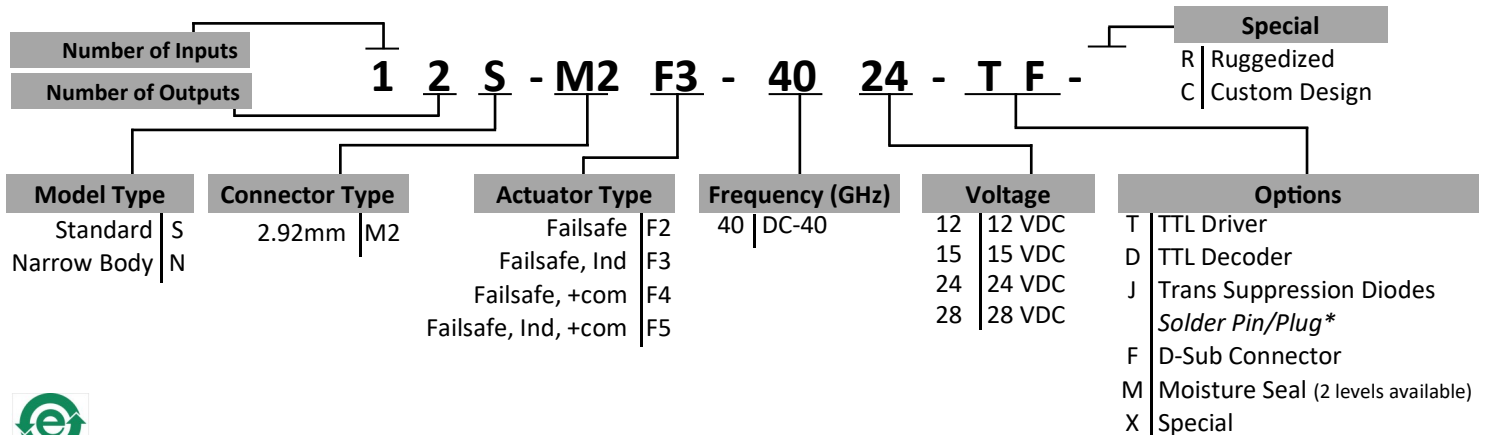 Special
R Ruggedized
C Custom Design
Number of Inputs
Number of Outputs
1 2 S - M2 F3 - 40 24 - T F -
Model Type
Standard S
Narrow Body N
Connector Type
2.92mm M2
Actuator Type
Failsafe F2
Failsafe, Ind F3
Failsafe, +com F4
Failsafe, Ind, +com F5
Frequency (GHz)
40 DC-40
Voltage
12 12 VDC
15 15 VDC
24 24 VDC
28 28 VDC
Options
T TTL Driver
D TTL Decoder
J Trans Suppression Diodes
Solder Pin/Plug*
F D-Sub Connector
M Moisture Seal (2 levels available)
X Special
e